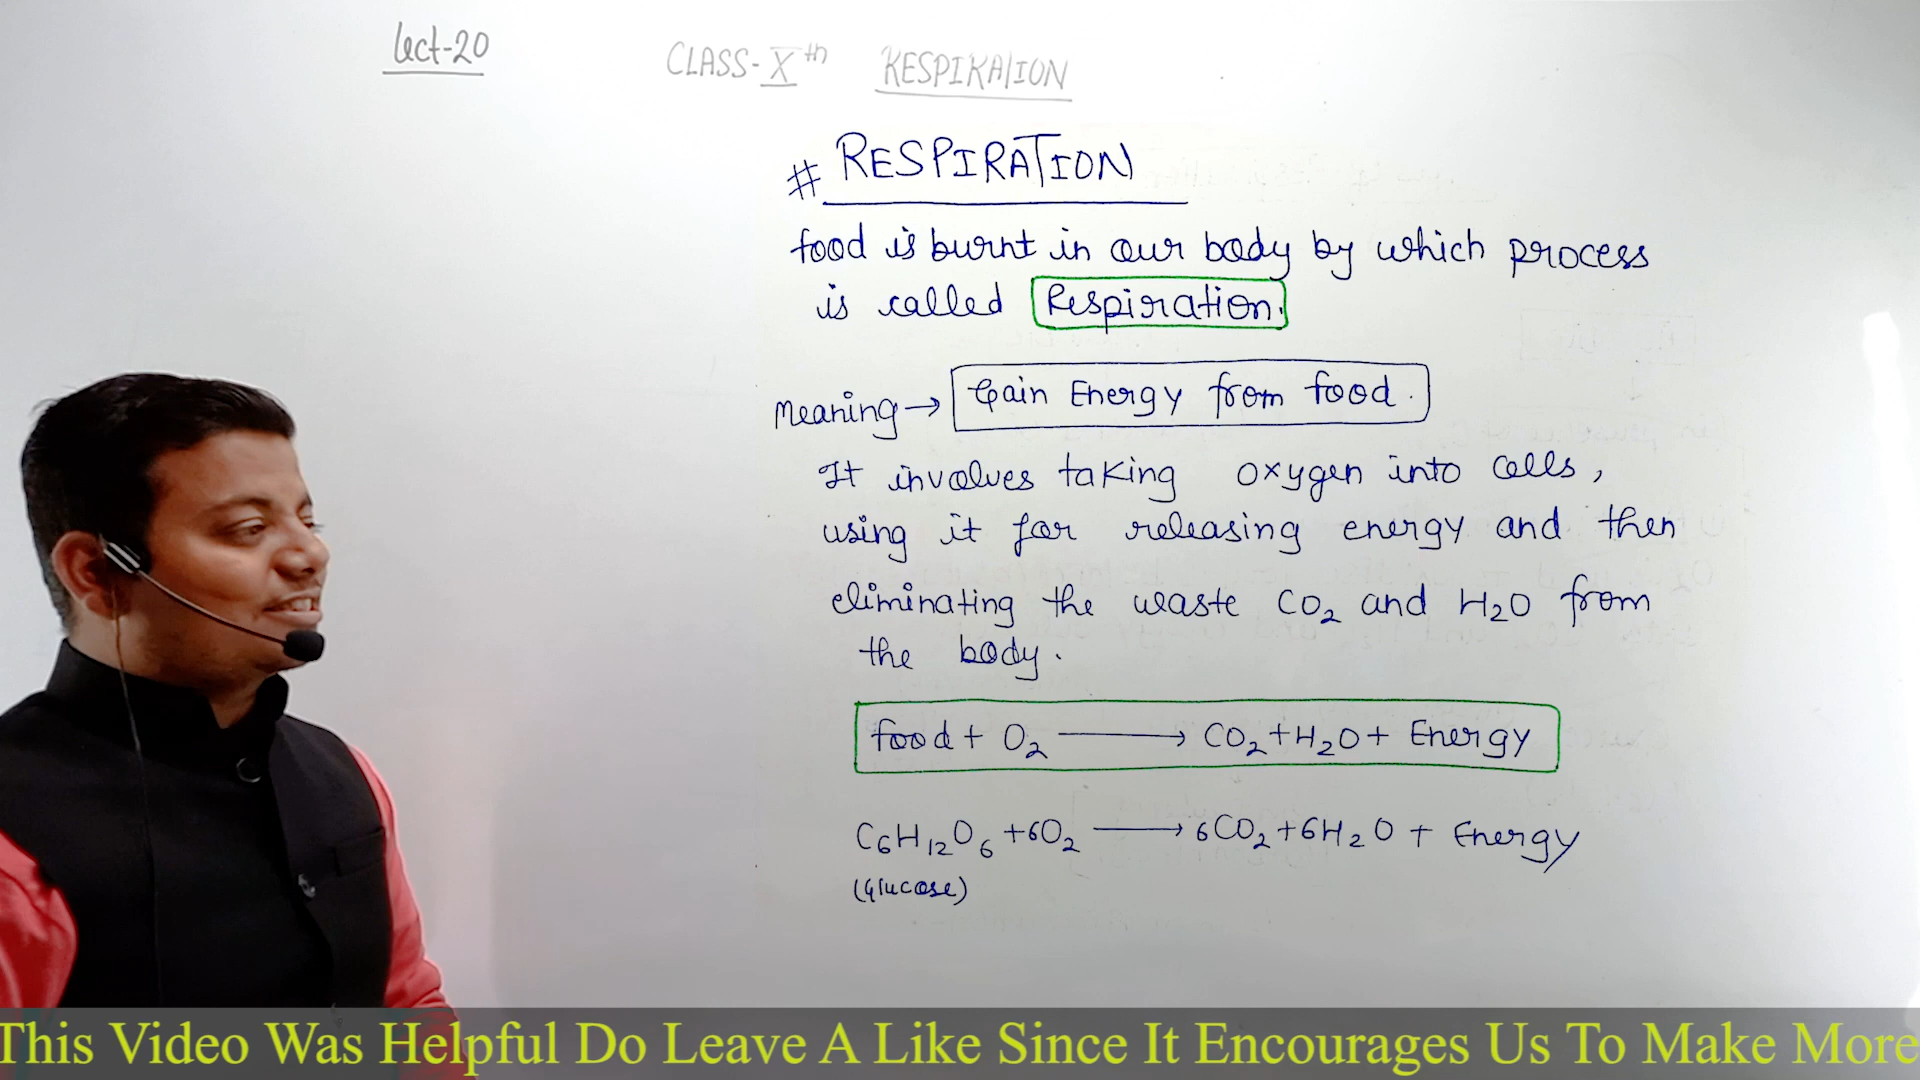 Lect-20
CLASS-Xth RESPIRATION
# RESPIRATION
food is burnt in our body by which process
is called Respiration.
Meaning → Gain Energy from food.
It involves taking oxygen into cells,
using it for releasing energy and then
eliminating the waste CO₂ and H₂O from
the body.
food + O₂ → CO₂+H₂O+ Energy
C₆H₁₂O₆ +6O₂ → 6CO₂+6H₂O + Energy
(Glucose)
This Video Was Helpful Do Leave A Like Since It Encourages Us To Make More